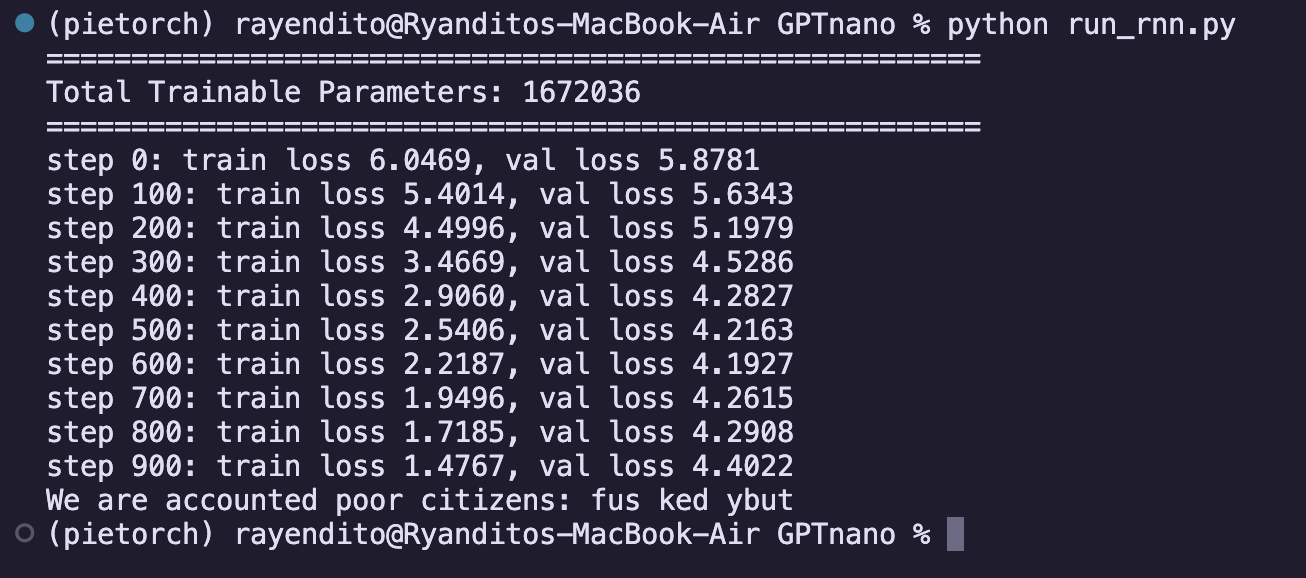 (pietorch) rayendito@Ryanditos-MacBook-Air GPTnano % python run_rnn.py
=======================================================
Total Trainable Parameters: 1672036
=======================================================
step 0: train loss 6.0469, val loss 5.8781
step 100: train loss 5.4014, val loss 5.6343
step 200: train loss 4.4996, val loss 5.1979
step 300: train loss 3.4669, val loss 4.5286
step 400: train loss 2.9060, val loss 4.2827
step 500: train loss 2.5406, val loss 4.2163
step 600: train loss 2.2187, val loss 4.1927
step 700: train loss 1.9496, val loss 4.2615
step 800: train loss 1.7185, val loss 4.2908
step 900: train loss 1.4767, val loss 4.4022
We are accounted poor citizens: fus ked ybut
(pietorch) rayendito@Ryanditos-MacBook-Air GPTnano %